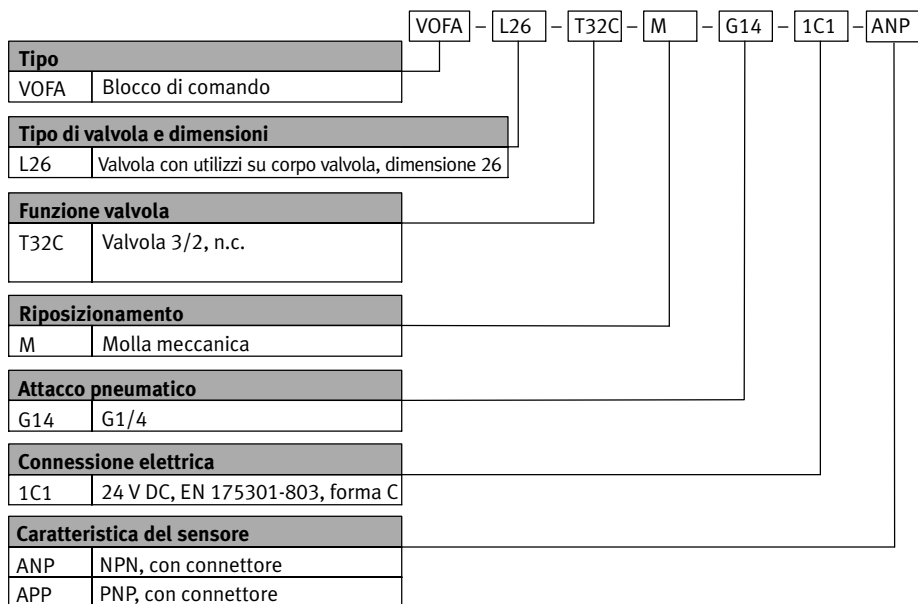 VOFA – L26 – T32C – M – G14 – 1C1 – ANP
Tipo
VOFA Blocco di comando
Tipo di valvola e dimensioni
L26 Valvola con utilizzi su corpo valvola, dimensione 26
Funzione valvola
T32C Valvola 3/2, n.c.
Riposizionamento
M Molla meccanica
Attacco pneumatico
G14 G1/4
Connessione elettrica
1C1 24 V DC, EN 175301-803, forma C
Caratteristica del sensore
ANP NPN, con connettore
APP PNP, con connettore